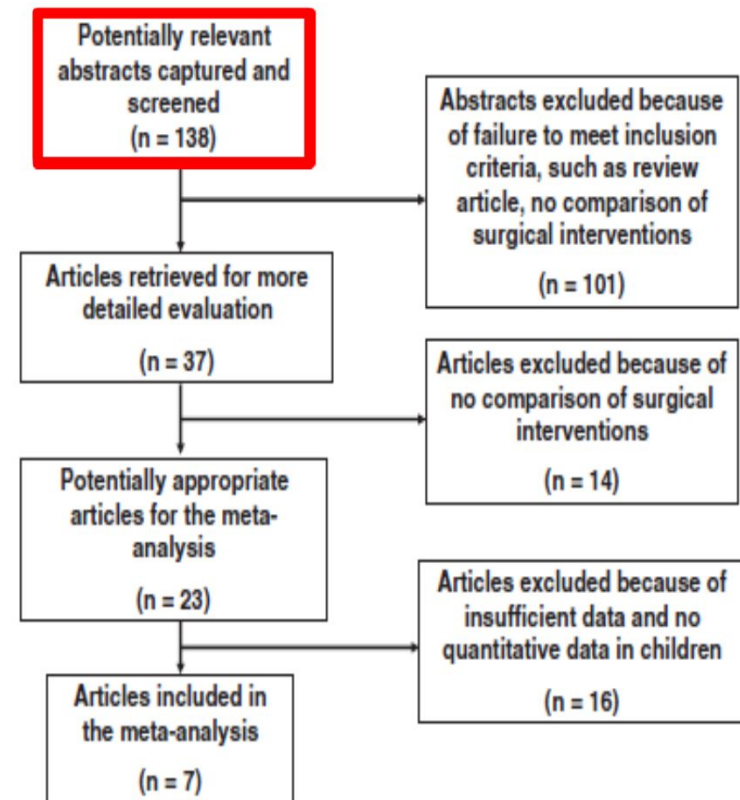 Potentially relevant
abstracts captured and
screened
(n = 138)
Abstracts excluded because
of failure to meet inclusion
criteria, such as review
article, no comparison of
surgical interventions
(n = 101)
Articles retrieved for more
detailed evaluation
(n = 37)
Articles excluded because of
no comparison of surgical
interventions
(n = 14)
Potentially appropriate
articles for the meta-
analysis
(n = 23)
Articles excluded because of
insufficient data and no
quantitative data in children
(n = 16)
Articles included in
the meta-analysis
(n = 7)